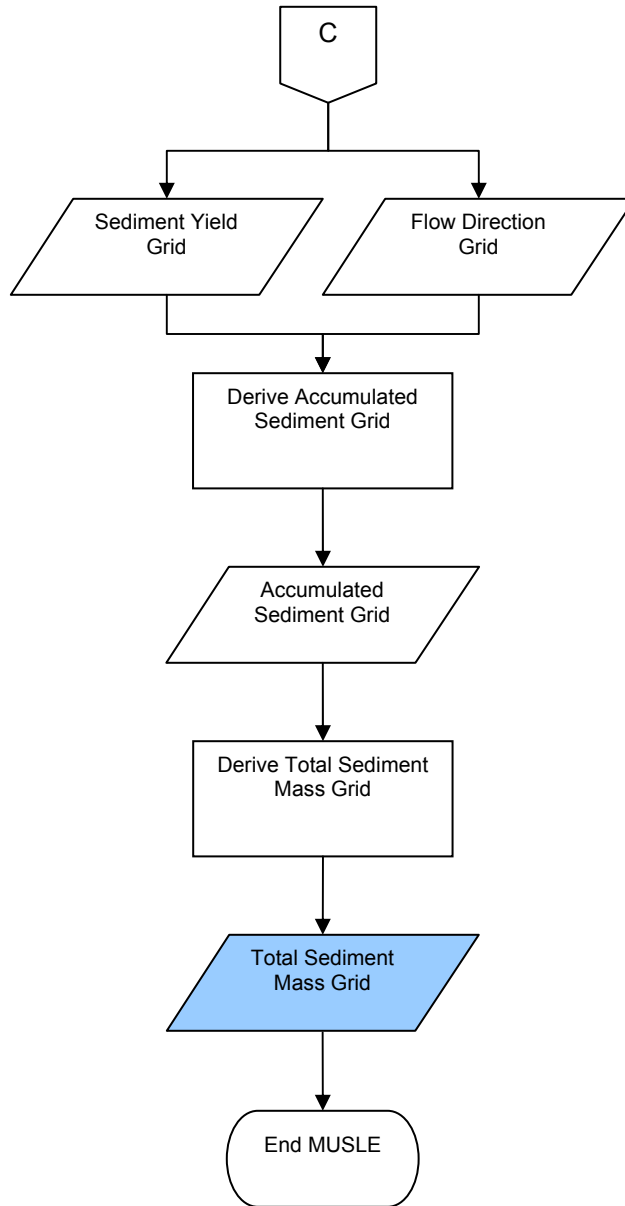 C
Sediment Yield
Grid
Flow Direction
Grid
Derive Accumulated
Sediment Grid
Accumulated
Sediment Grid
Derive Total Sediment
Mass Grid
Total Sediment
Mass Grid
End MUSLE